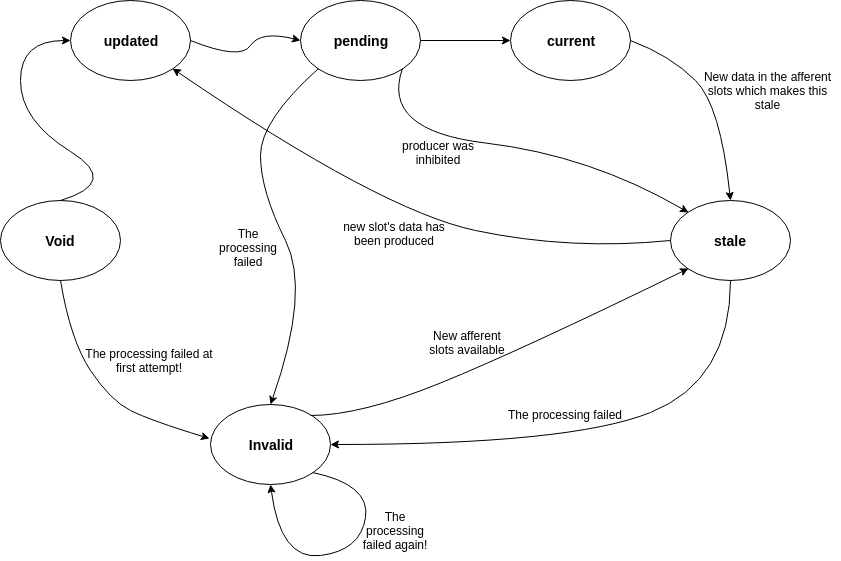 updated
pending
current
New data in the afferent
slots which makes this
stale
producer was
inhibited
Void
new slot's data has
been produced
The
processing
failed
stale
The processing failed at
first attempt!
New afferent
slots available
The processing failed
Invalid
The
processing
failed again!